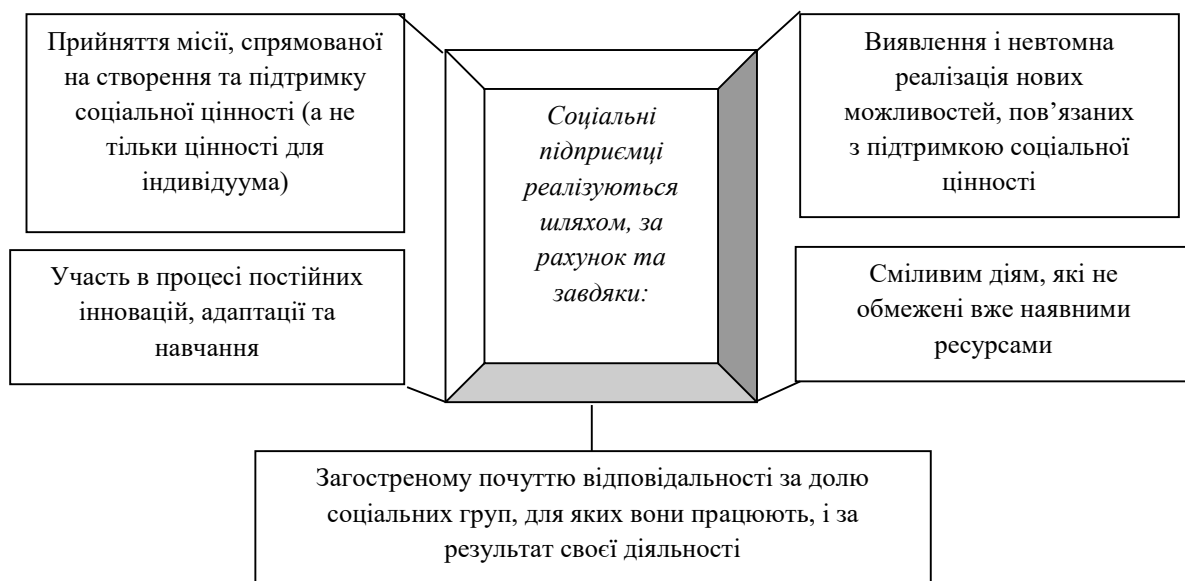 Прийняття місії, спрямованої
на створення та підтримку
соціальної цінності (а не
тільки цінності для
індивідуума)
Соціальні
підприємці
реалізуються
шляхом, за
рахунок та
завдяки:
Виявлення і невтомна
реалізація нових
можливостей, пов’язаних
з підтримкою соціальної
цінності
Участь в процесі постійних
інновацій, адаптації та
навчання
Сміливим діям, які не
обмежені вже наявними
ресурсами
Загостреному почуттю відповідальності за долю
соціальних груп, для яких вони працюють, і за
результат своєї діяльності